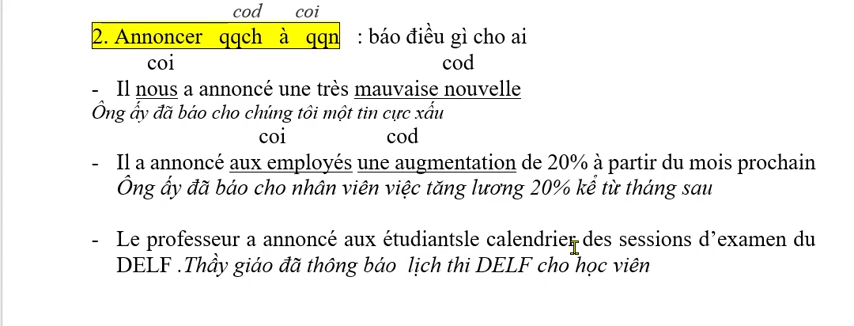 cod coi
2. Annoncer qqch à qqn : báo điều gì cho ai
coi cod
- Il nous a annoncé une très mauvaise nouvelle
Ông ấy đã báo cho chúng tôi một tin cực xấu
coi cod
- Il a annoncé aux employés une augmentation de 20% à partir du mois prochain
Ông ấy đã báo cho nhân viên việc tăng lương 20% kể từ tháng sau
- Le professeur a annoncé aux étudiantsle calendrier des sessions d’examen du
DELF .Thầy giáo đã thông báo lịch thi DELF cho học viên